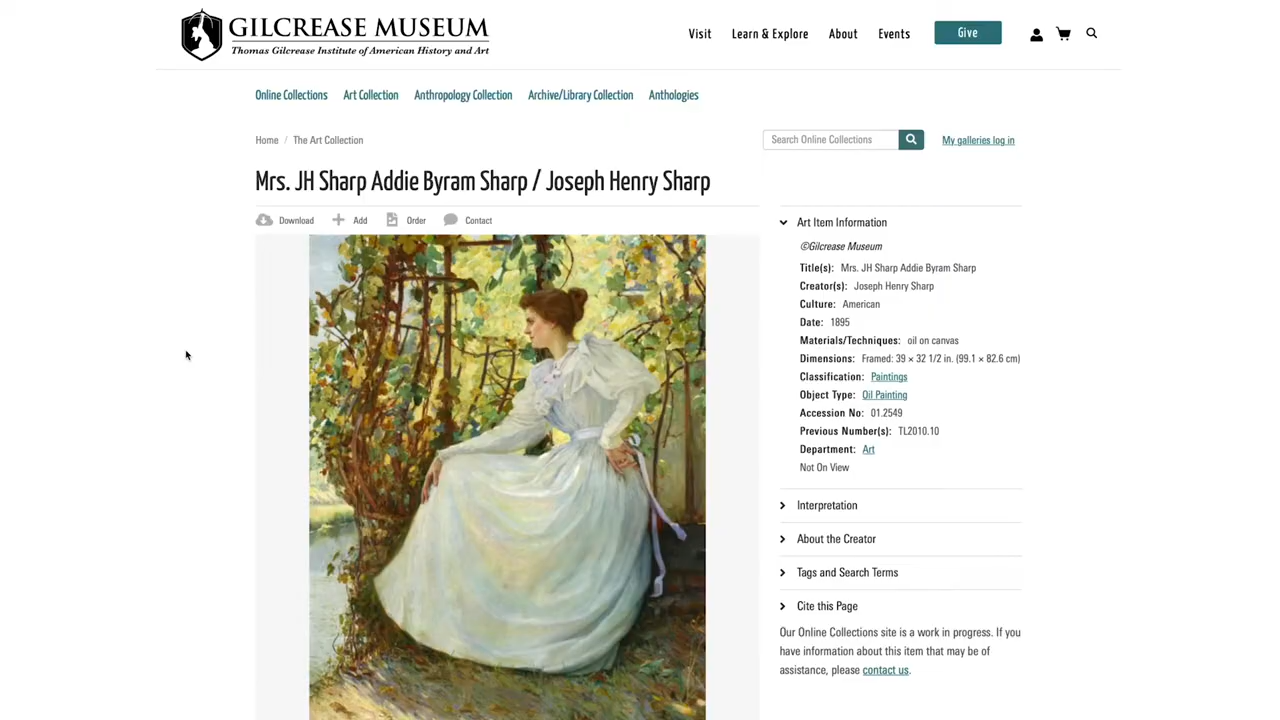 GILCREASE MUSEUM
Thomas Gilcrease Institute of American History and Art
Visit Learn & Explore About Events Give
Online Collections Art Collection Anthropology Collection Archive/Library Collection Anthologies
Home / The Art Collection
Search Online Collections
My galleries log in
Mrs. JH Sharp Addie Byram Sharp / Joseph Henry Sharp
Download Add Order Contact
Art Item Information
©Gilcrease Museum
Title(s): Mrs. JH Sharp Addie Byram Sharp
Creator(s): Joseph Henry Sharp
Culture: American
Date: 1895
Materials/Techniques: oil on canvas
Dimensions: Framed: 39 × 32 1/2 in. (99.1 × 82.6 cm)
Classification: Paintings
Object Type: Oil Painting
Accession No: 01.2549
Previous Number(s): TL2010.10
Department: Art
Not On View
Interpretation
About the Creator
Tags and Search Terms
Cite this Page
Our Online Collections site is a work in progress. If you
have information about this item that may be of
assistance, please contact us.